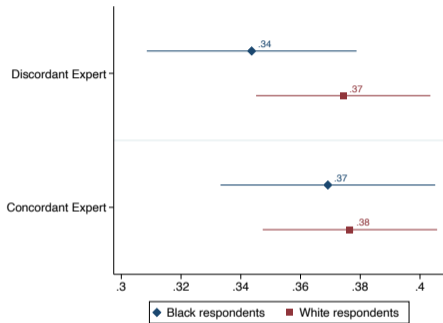 .34
Discordant Expert
.37
.37
Concordant Expert
.38
.3 .32 .34 .36 .38 .4
Black respondents White respondents